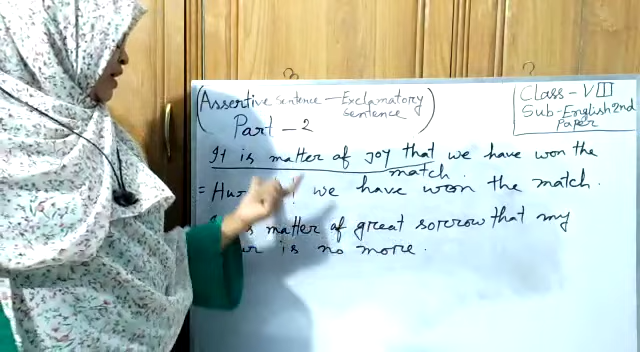 (Assertive sentence - Exclamatory
sentence)
Part - 2
Class - VIII
Sub - English 2nd
Paper
It is matter of Joy that we have won the
match.
= ! we have won the match.
is matter of great sorrow that my
is no more.